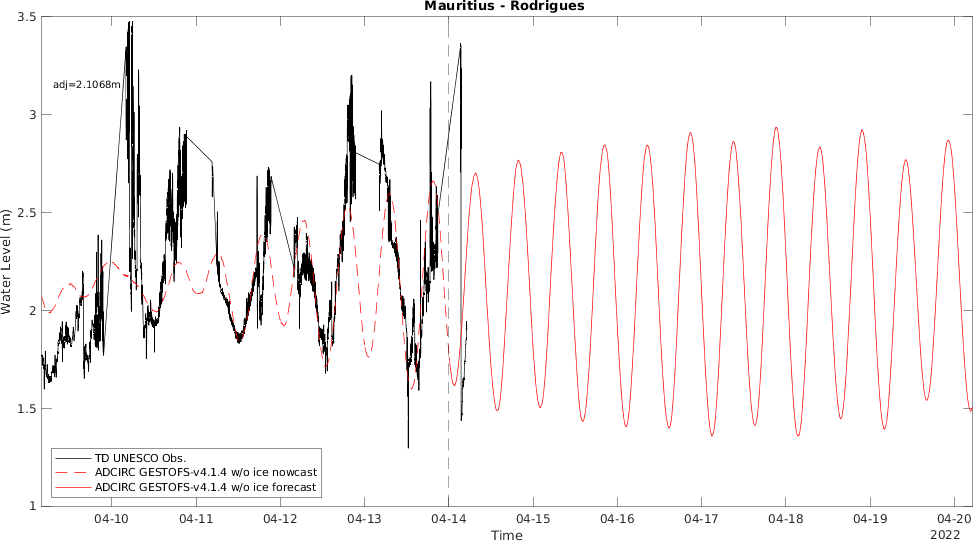 Mauritius - Rodrigues
3.5
3
2.5
2
1.5
1
Water Level (m)
adj=2.1068m
TD UNESCO Obs.
ADCIRC GESTOFS-v4.1.4 w/o ice nowcast
ADCIRC GESTOFS-v4.1.4 w/o ice forecast
04-10 04-11 04-12 04-13 04-14 04-15 04-16 04-17 04-18 04-19 04-20
Time
2022